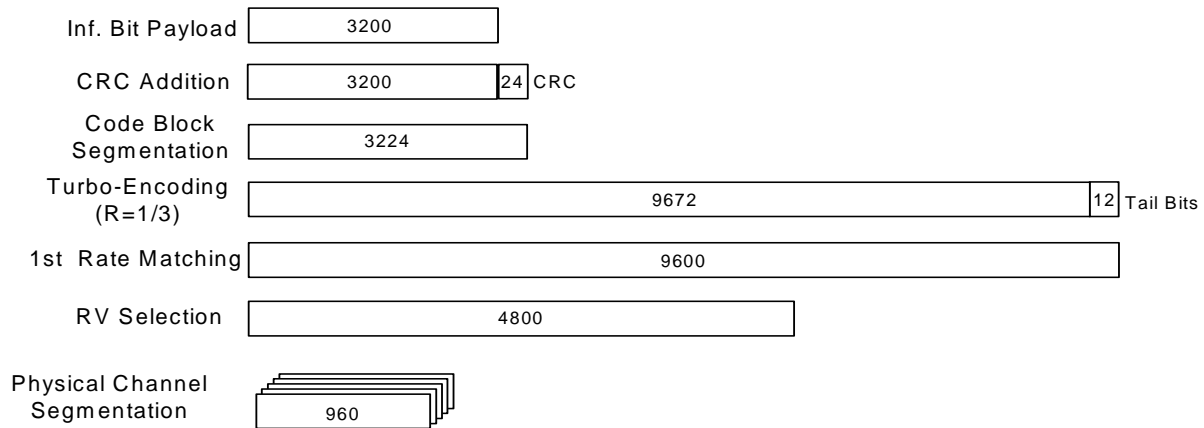 Inf. Bit Payload 3200
CRC Addition 3200 24 CRC
Code Block
Segmentation 3224
Turbo-Encoding
(R=1/3) 9672 12 Tail Bits
1st Rate Matching 9600
RV Selection 4800
Physical Channel
Segmentation 960